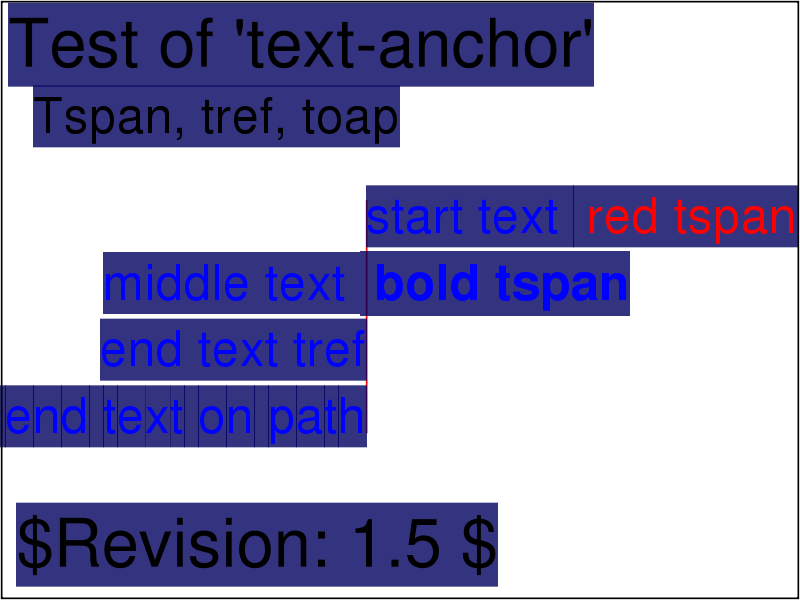 Test of 'text-anchor'
Tspan, tref, toap
start text red tspan
middle text bold tspan
end text tref
end text on path
$Revision: 1.5 $